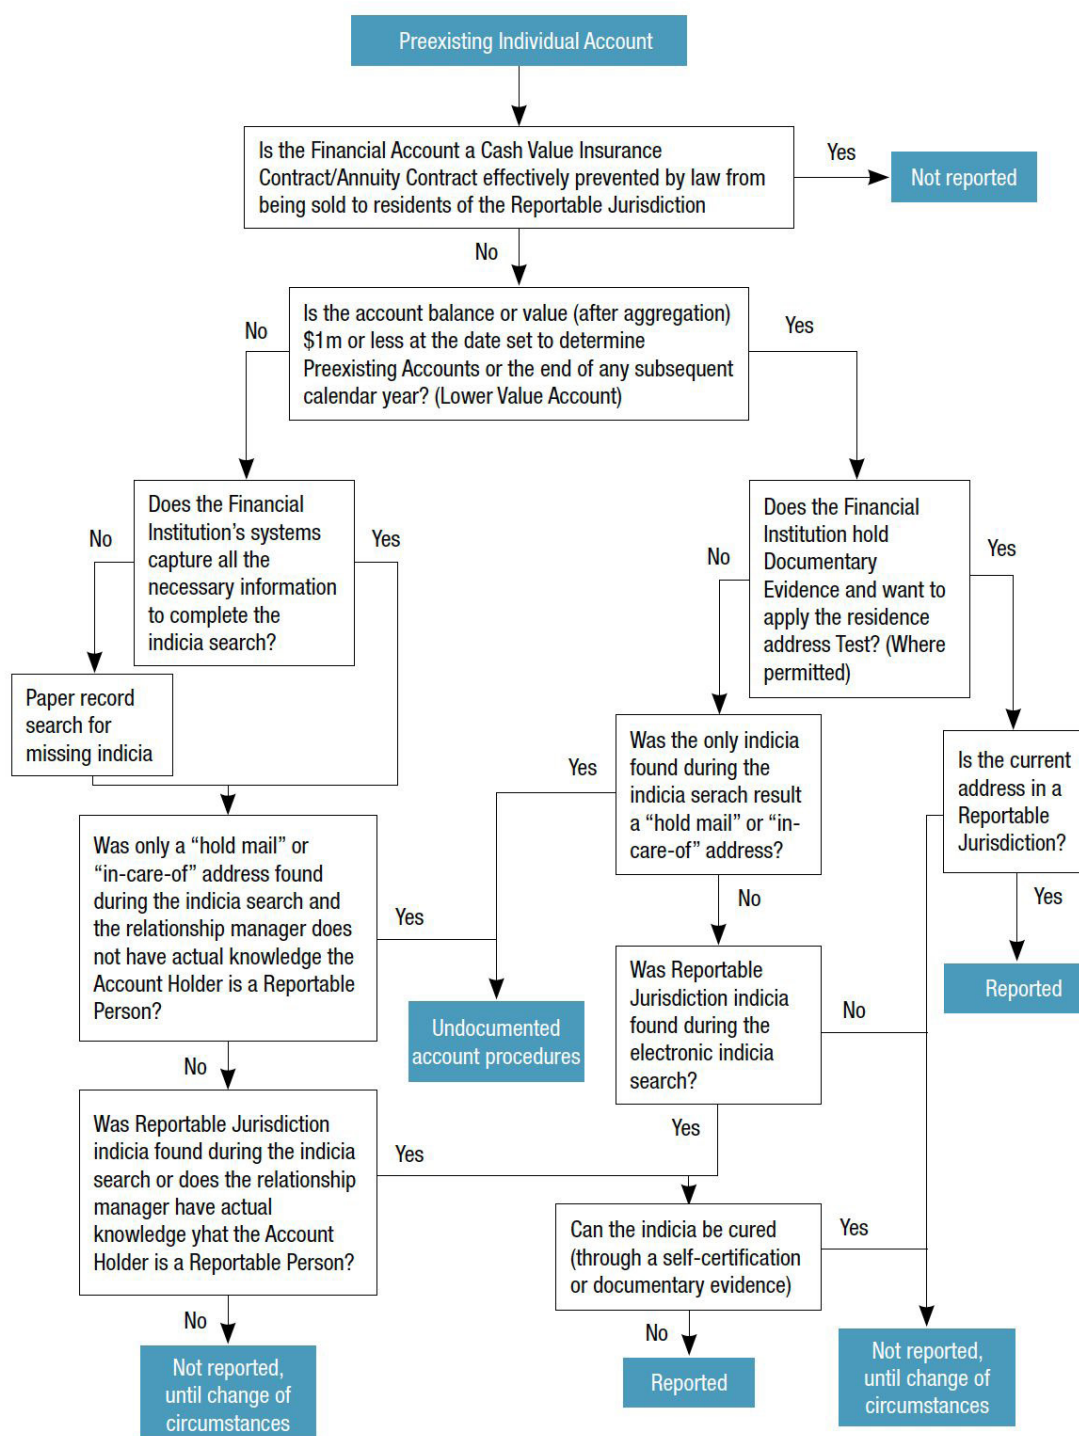 Preexisting Individual Account
Is the Financial Account a Cash Value Insurance
Contract/Annuity Contract effectively prevented by law from
being sold to residents of the Reportable Jurisdiction
Yes
Not reported
No
Is the account balance or value (after aggregation)
$1m or less at the date set to determine
Preexisting Accounts or the end of any subsequent
calendar year? (Lower Value Account)
No
Yes
Does the Financial
Institution’s systems
capture all the
necessary information
to complete the
indicia search?
No
Yes
Paper record
search for
missing indicia
Does the Financial
Institution hold
Documentary
Evidence and want to
apply the residence
address Test? (Where
permitted)
No
Yes
Was the only indicia
found during the
indicia serach result
a “hold mail” or “in-
care-of” address?
Yes
No
Is the current
address in a
Reportable
Jurisdiction?
Yes
Reported
Was only a “hold mail” or
“in-care-of” address found
during the indicia search and
the relationship manager does
not have actual knowledge the
Account Holder is a Reportable
Person?
Yes
No
Undocumented
account procedures
Was Reportable
Jurisdiction indicia
found during the
electronic indicia
search?
No
Yes
Was Reportable Jurisdiction
indicia found during the indicia
search or does the relationship
manager have actual
knowledge yhat the Account
Holder is a Reportable Person?
Yes
No
Can the indicia be cured
(through a self-certification
or documentary evidence)
Yes
No
Not reported,
until change of
circumstances
Reported
Not reported,
until change of
circumstances